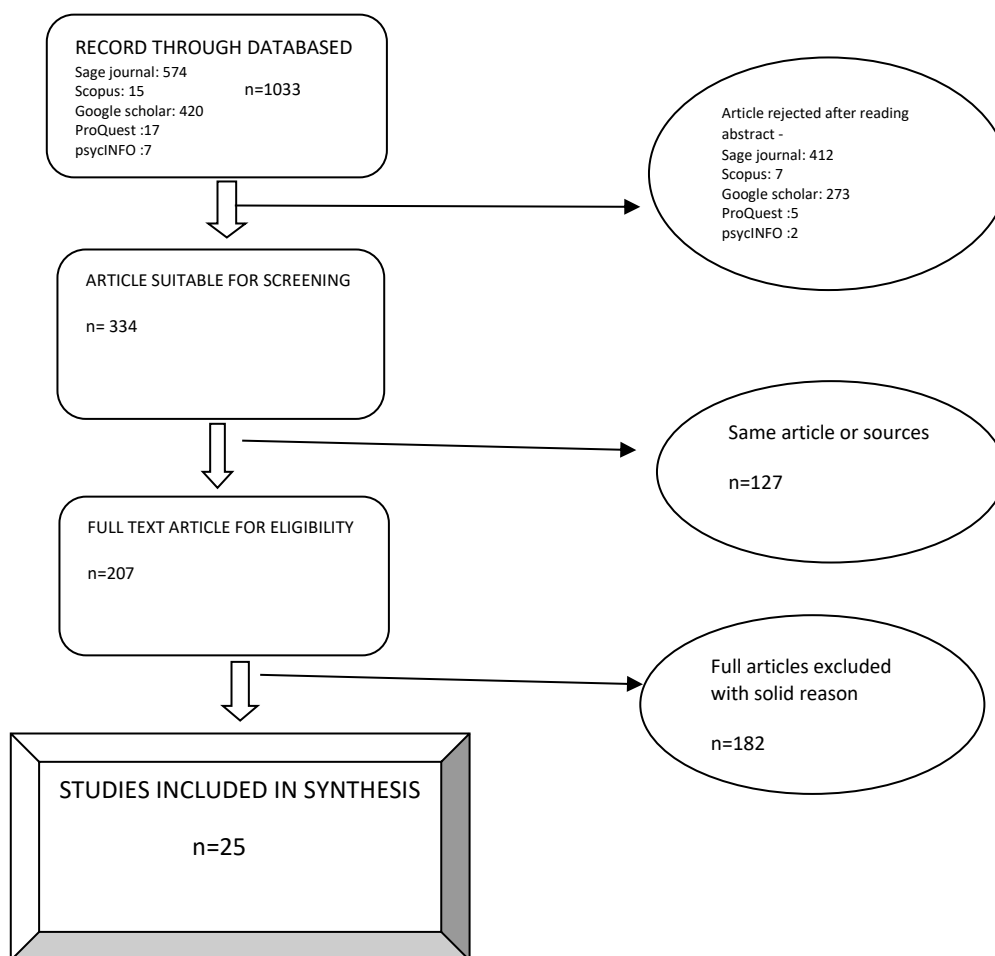 RECORD THROUGH DATABASED
Sage journal: 574
Scopus: 15
n=1033
Google scholar: 420
ProQuest :17
psycINFO :7
Article rejected after reading
abstract -
Sage journal: 412
Scopus: 7
Google scholar: 273
ProQuest :5
psycINFO :2
ARTICLE SUITABLE FOR SCREENING
n= 334
Same article or sources
n=127
FULL TEXT ARTICLE FOR ELIGIBILITY
n=207
Full articles excluded
with solid reason
n=182
STUDIES INCLUDED IN SYNTHESIS
n=25